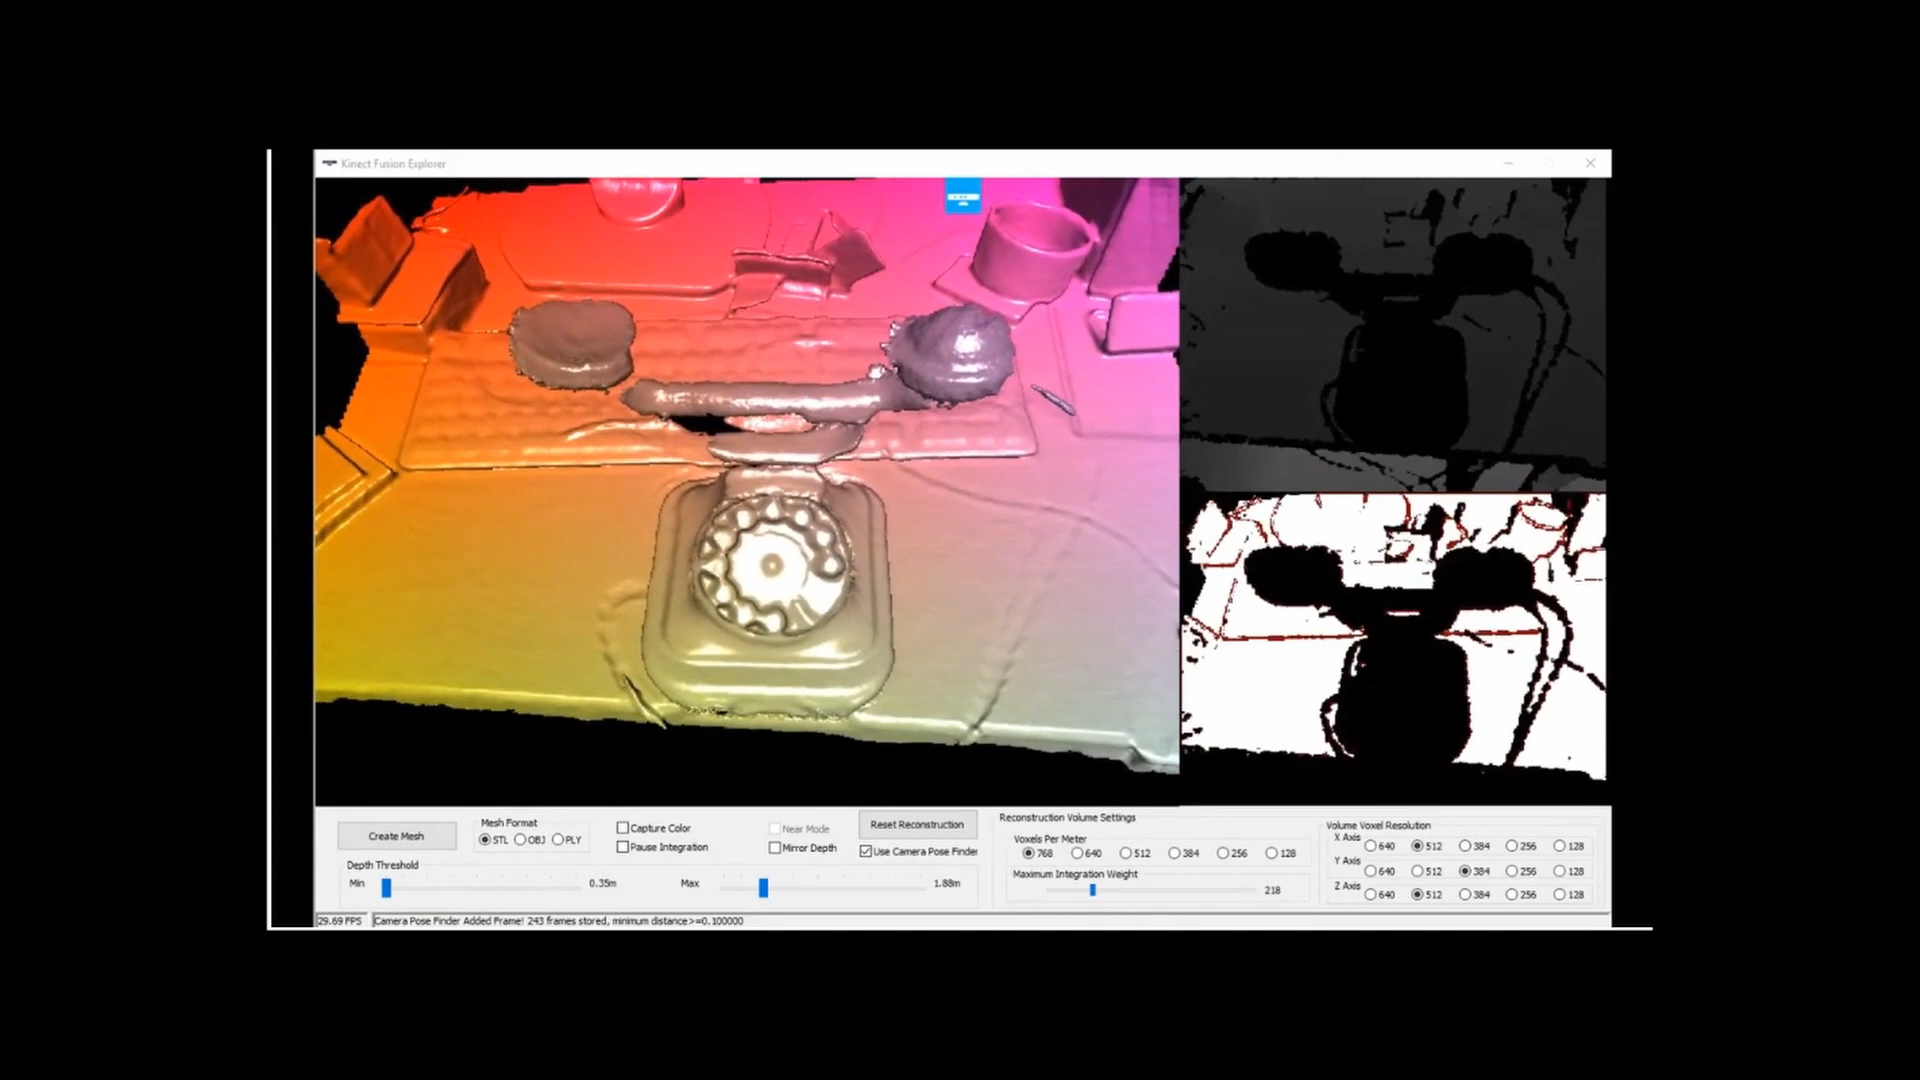 Kinect Fusion Explorer
Create Mesh
Mesh Format
STL OBJ PLY
Capture Color
Pause Integration
Near Mode
Mirror Depth
Reset Reconstruction
Use Camera Pose Finder
Depth Threshold
Min 0.35m
Max 1.88m
Reconstruction Volume Settings
Voxels Per Meter
768 640 512 384 256 128
Maximum Integration Weight
218
Volume Voxel Resolution
X Axis
640 512 384 256 128
Y Axis
640 512 384 256 128
Z Axis
640 512 384 256 128
29.69 FPS
Camera Pose Finder Added Frame! 243 frames stored, minimum distance>=0.100000